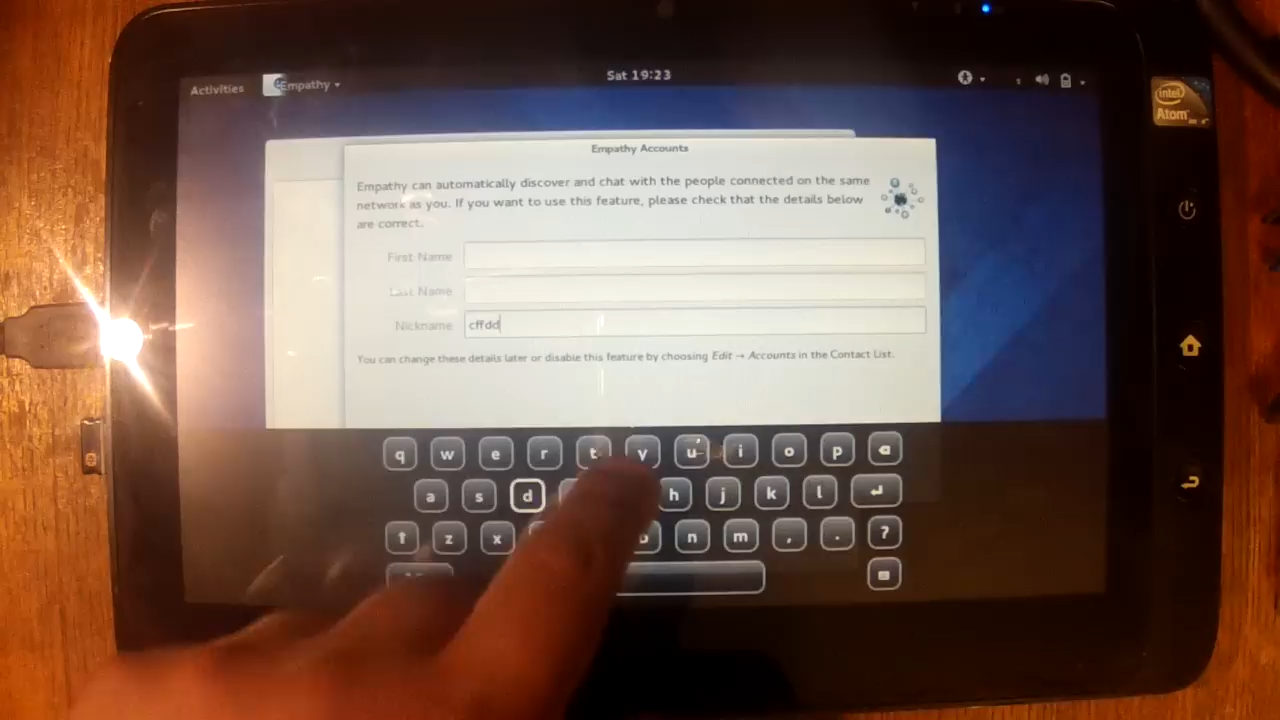 Activities
Empathy
Sat 19:23
intel
Atom
Empathy Accounts
Empathy can automatically discover and chat with the people connected on the same
network as you. If you want to use this feature, please check that the details below
are correct.
First Name
Last Name
Nickname cffdd
You can change these details later or disable this feature by choosing Edit → Accounts in the Contact List.
q w e r t y u i o p
a s d h j k l
z x b n m , . ?